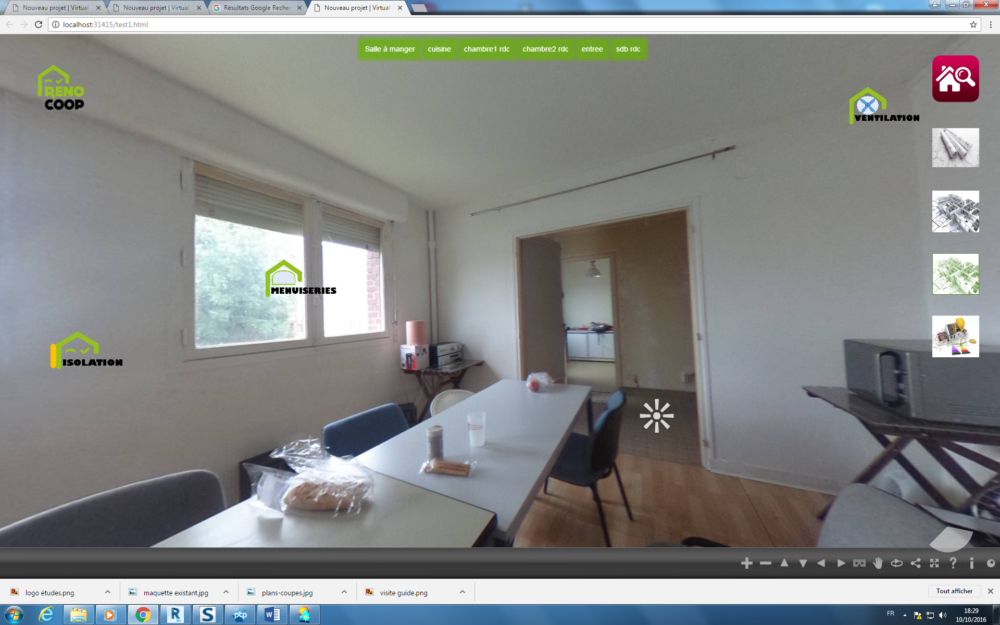 Nouveau projet | Virtual
Nouveau projet | Virtual
Résultats Google Recher
Nouveau projet | Virtual
localhost:31415/test1.html
Salle à manger
cuisine
chambre1 rdc
chambre2 rdc
entree
sdb rdc
RENO
COOP
VENTILATION
MENUISERIES
ISOLATION
logo études.png
maquette existant.jpg
plans-coupes.jpg
visite guide.png
Tout afficher
R
360
S
ptp
W
FR
18:29
10/10/2016